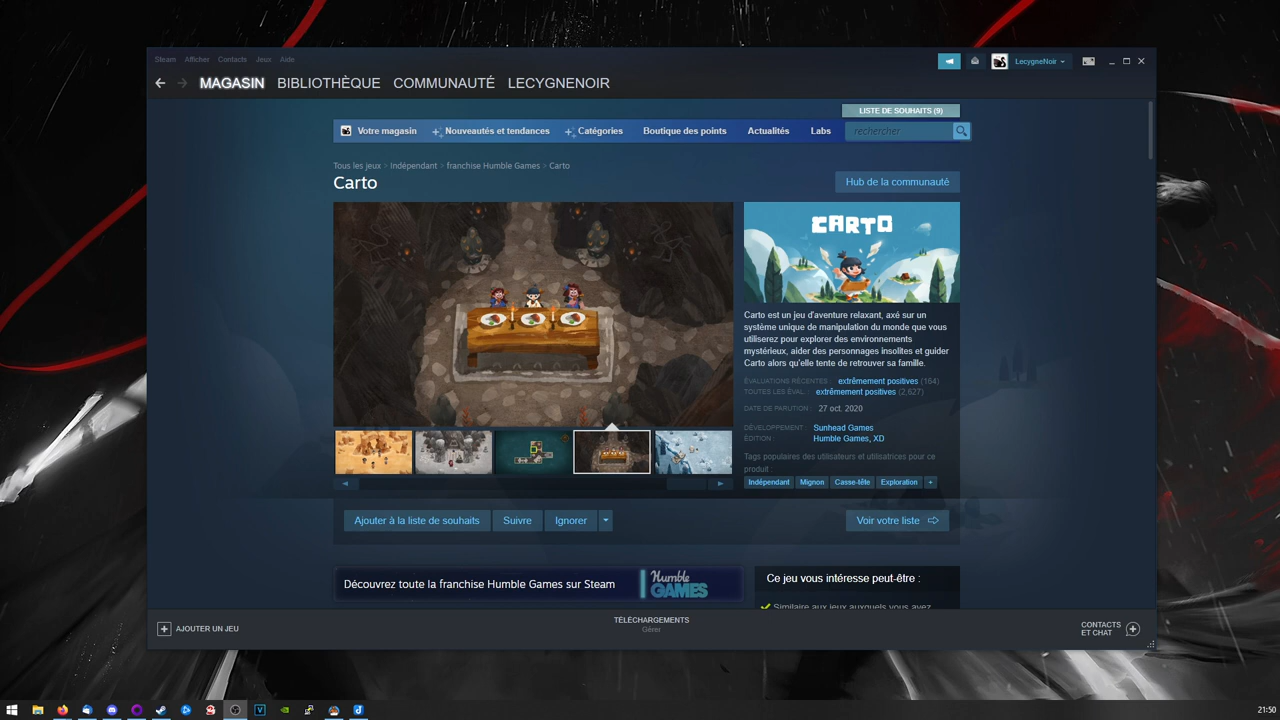 Steam Afficher Contacts Jeux Aide
LecygneNoir
MAGASIN BIBLIOTHÈQUE COMMUNAUTÉ LECYGNENOIR
LISTE DE SOUHAITS (9)
Votre magasin Nouveautés et tendances Catégories Boutique des points Actualités Labs rechercher
Tous les jeux > Indépendant > franchise Humble Games > Carto
Carto
Hub de la communauté
CARTO
Carto est un jeu d'aventure relaxant, axé sur un
système unique de manipulation du monde que vous
utiliserez pour explorer des environnements
mystérieux, aider des personnages insolites et guider
Carto alors qu'elle tente de retrouver sa famille.
ÉVALUATIONS RÉCENTES : extrêmement positives (164)
TOUTES LES ÉVAL. : extrêmement positives (2,627)
DATE DE PARUTION : 27 oct. 2020
DÉVELOPPEMENT : Sunhead Games
ÉDITION : Humble Games, XD
Tags populaires des utilisateurs et utilisatrices pour ce
produit :
Indépendant Mignon Casse-tête Exploration +
Ajouter à la liste de souhaits Suivre Ignorer
Voir votre liste
Découvrez toute la franchise Humble Games sur Steam
Humble
GAMES
Ce jeu vous intéresse peut-être :
Similaire aux jeux auxquels vous avez
AJOUTER UN JEU
TÉLÉCHARGEMENTS
Gérer
CONTACTS
ET CHAT
21:50